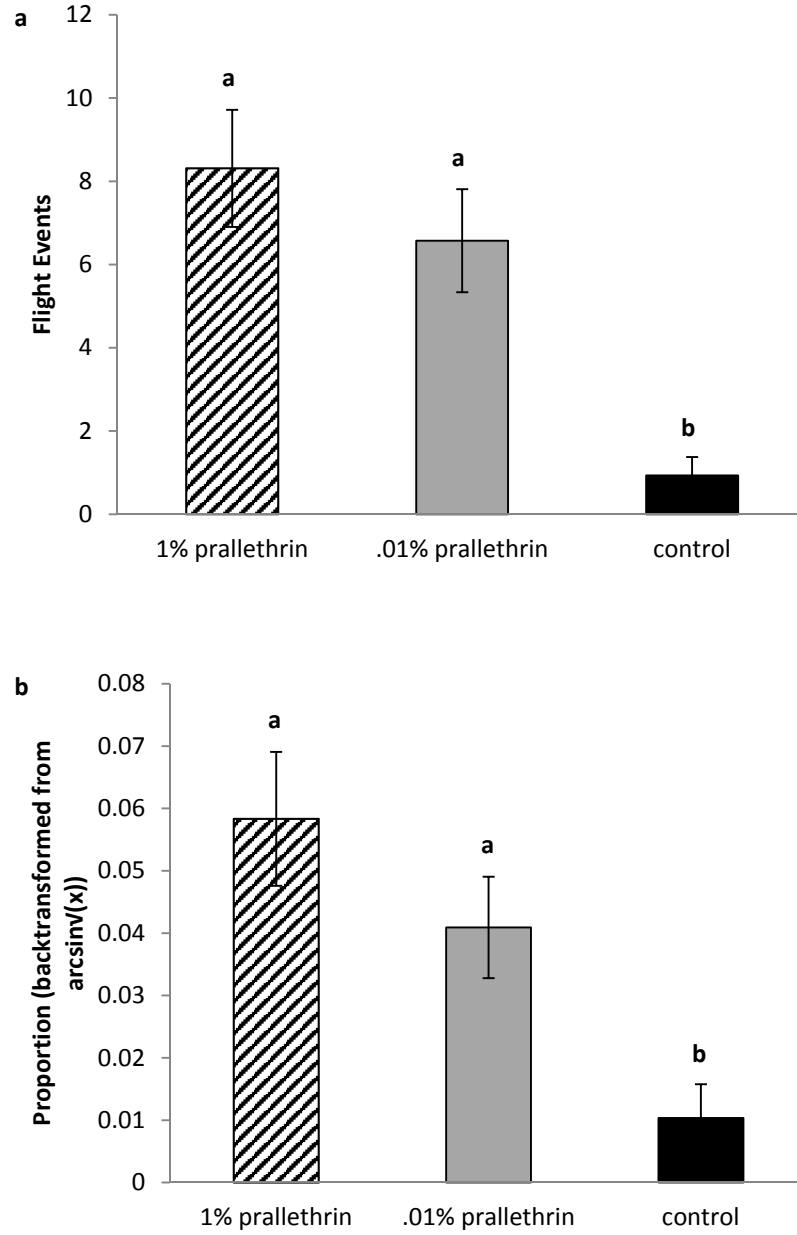 a
12
10
8
6
4
2
0
Flight Events
a
a
b
1% prallethrin
.01% prallethrin
control
b
0.08
0.07
0.06
0.05
0.04
0.03
0.02
0.01
0
Proportion (backtransformed from
arcsin√(x))
a
a
b
1% prallethrin
.01% prallethrin
control